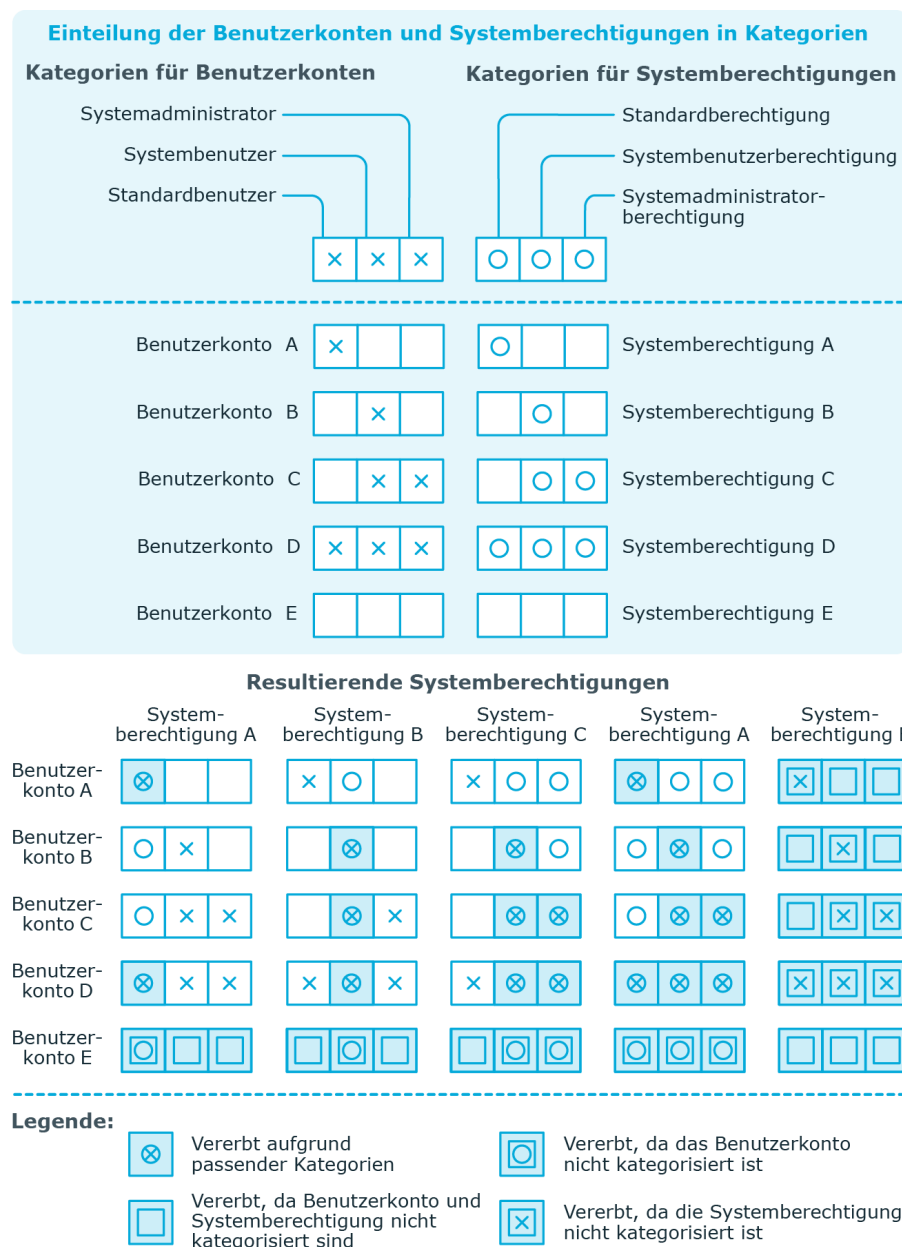 Einteilung der Benutzerkonten und Systemberechtigungen in Kategorien
Kategorien für Benutzerkonten
Kategorien für Systemberechtigungen
Systemadministrator
Standardberechtigung
Systembenutzer
Systembenutzerberechtigung
Standardbenutzer
Systemadministrator-
berechtigung
Benutzerkonto A
Systemberechtigung A
Benutzerkonto B
Systemberechtigung B
Benutzerkonto C
Systemberechtigung C
Benutzerkonto D
Systemberechtigung D
Benutzerkonto E
Systemberechtigung E
Resultierende Systemberechtigungen
System-
berechtigung A
System-
berechtigung B
System-
berechtigung C
System-
berechtigung A
System-
berechtigung
Benutzer-
konto A
Benutzer-
konto B
Benutzer-
konto C
Benutzer-
konto D
Benutzer-
konto E
Legende:
Vererbt aufgrund
passender Kategorien
Vererbt, da das Benutzerkonto
nicht kategorisiert ist
Vererbt, da Benutzerkonto und
Systemberechtigung nicht
kategorisiert sind
Vererbt, da die Systemberechtigung
nicht kategorisiert ist